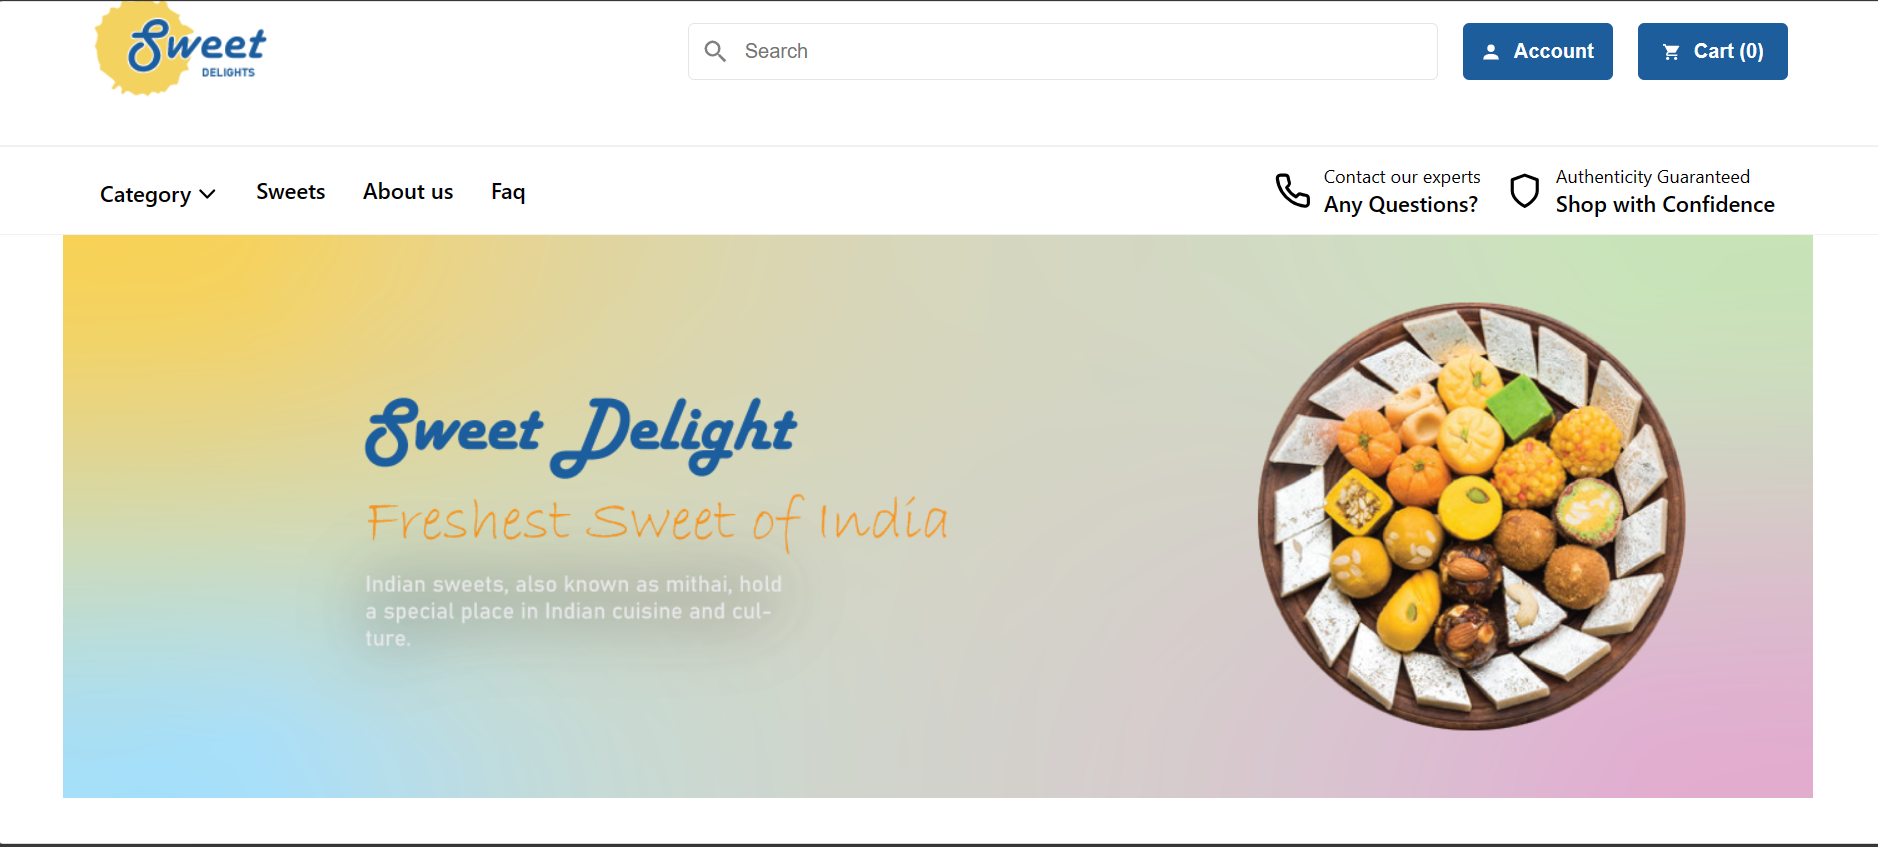 Sweet
DELIGHTS
Search
Account
Cart (0)
Category
Sweets
About us
Faq
Contact our experts
Any Questions?
Authenticity Guaranteed
Shop with Confidence
Sweet Delight
Freshest Sweet of India
Indian sweets, also known as mithai, hold
a special place in Indian cuisine and cul-
ture.